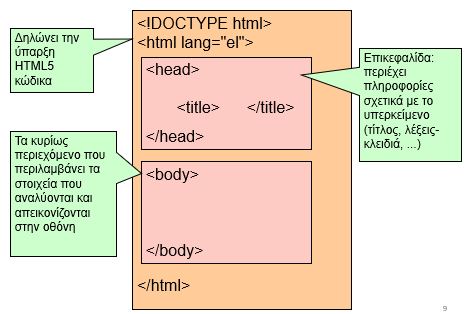 Δηλώνει την
ύπαρξη
HTML5
κώδικα
<!DOCTYPE html>
<html lang="el">
<head>
<title> </title>
</head>
Επικεφαλίδα:
περιέχει
πληροφορίες
σχετικά με το
υπερκείμενο
(τίτλος, λέξεις-
κλειδιά, ...)
Τα κυρίως
περιεχόμενο που
περιλαμβάνει τα
στοιχεία που
αναλύονται και
απεικονίζονται
στην οθόνη
<body>
</body>
</html>
9